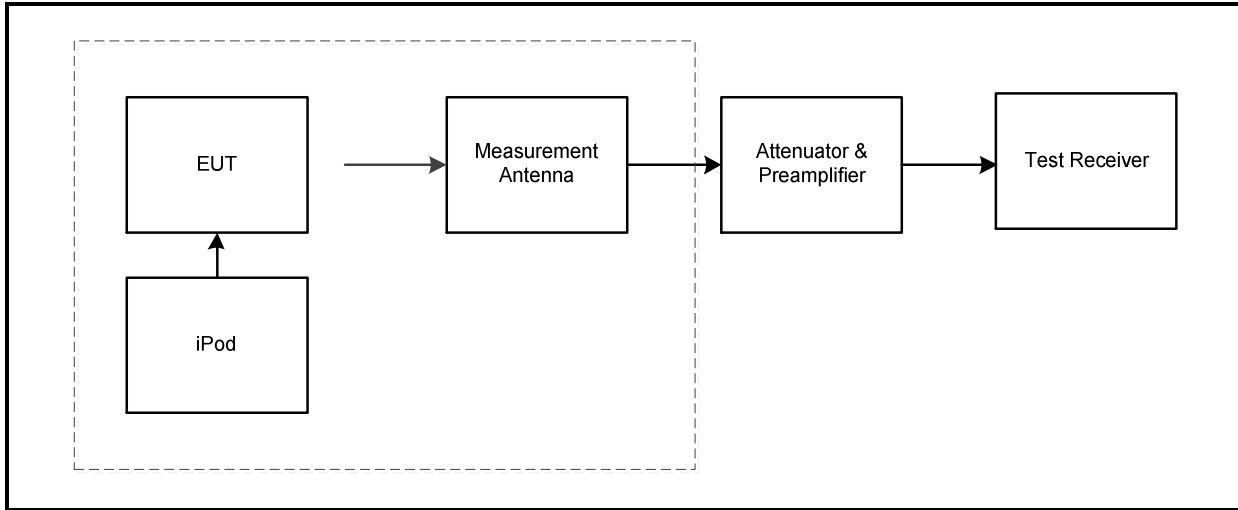 EUT
Measurement
Antenna
Attenuator &
Preamplifier
Test Receiver
iPod